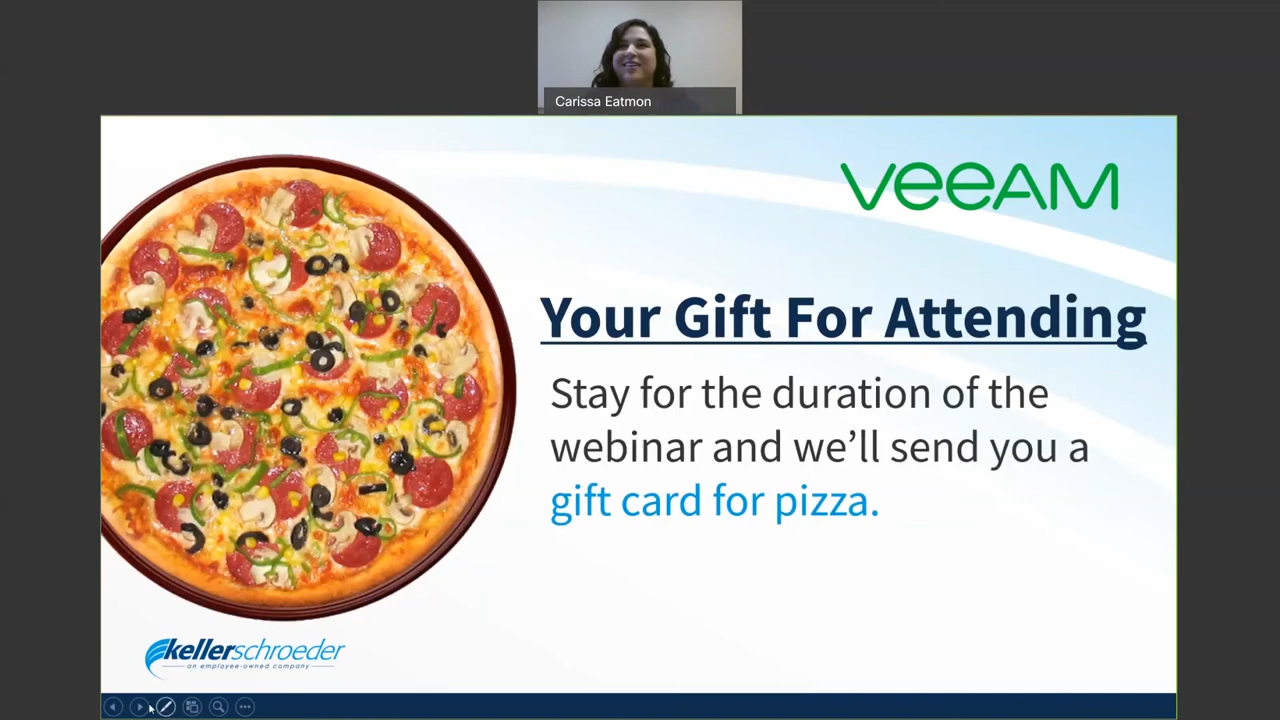 Carissa Eatmon
veeAM
Your Gift For Attending
Stay for the duration of the
webinar and we’ll send you a
gift card for pizza.
kellerschroeder
an employee-owned company